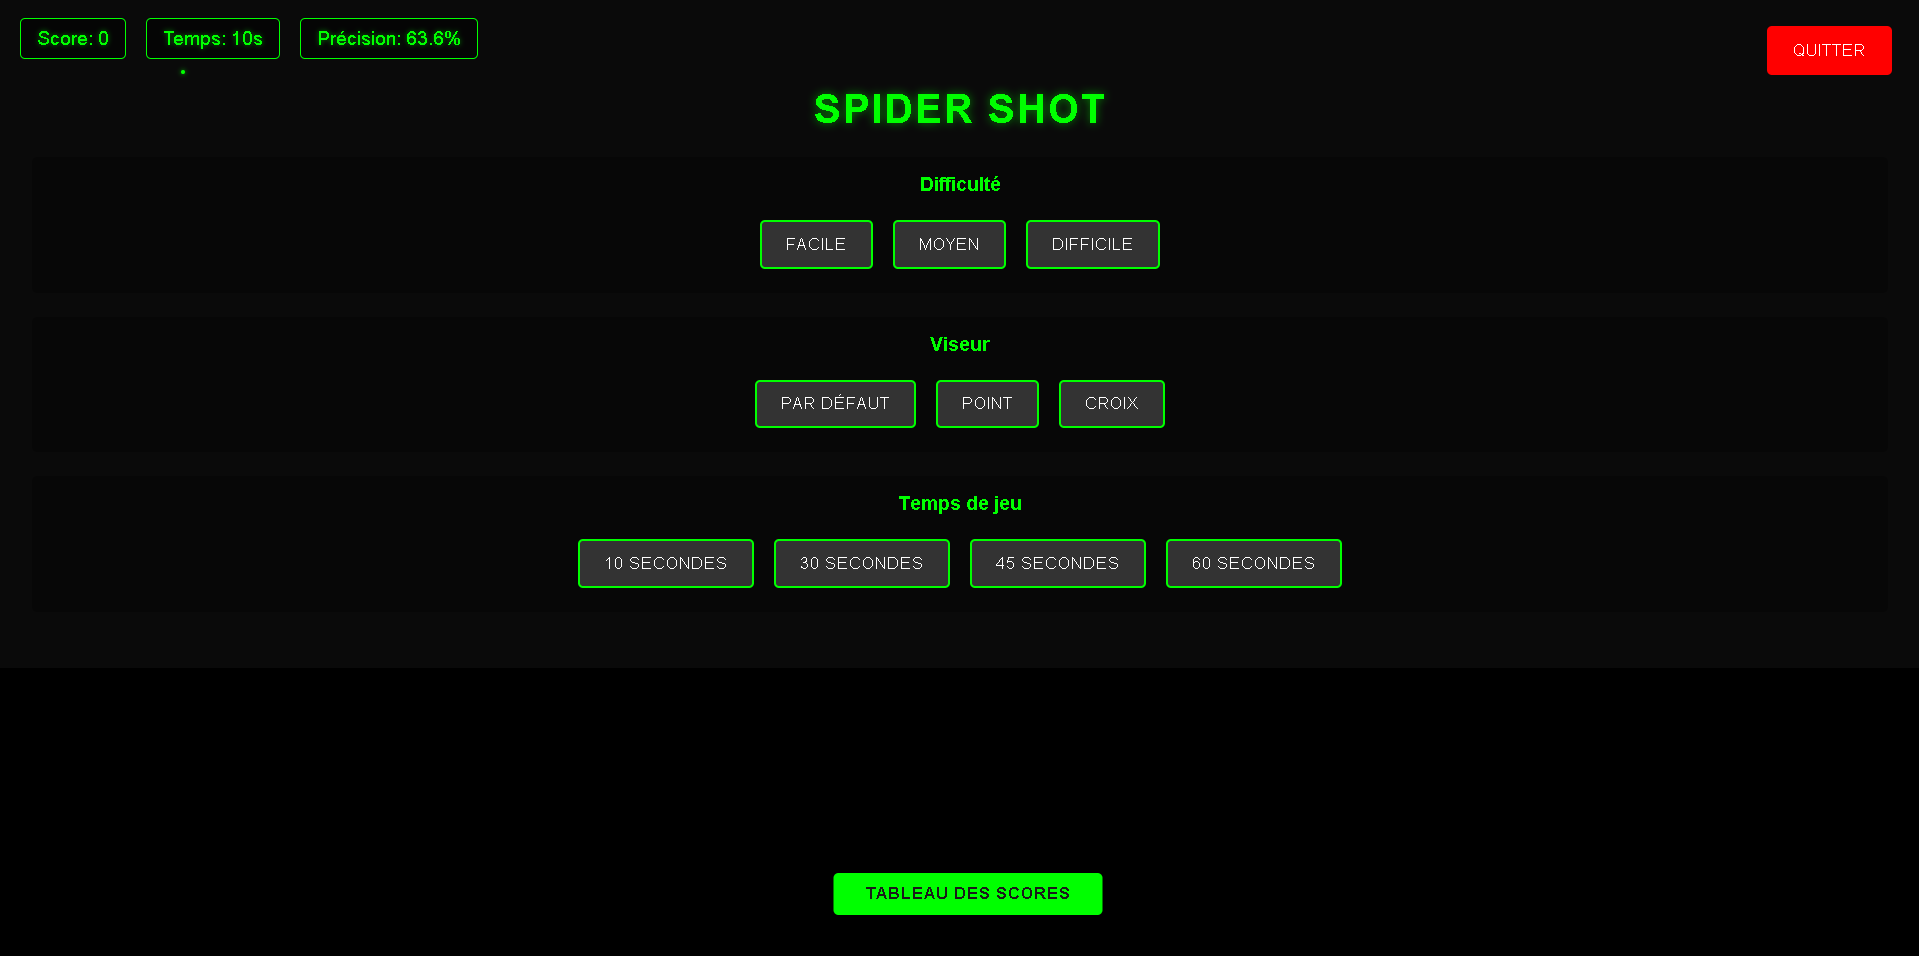 Score: 0 Temps: 10s Précision: 63.6% QUITTER
SPIDER SHOT
Difficulté
FACILE MOYEN DIFFICILE
Viseur
PAR DÉFAUT POINT CROIX
Temps de jeu
10 SECONDES 30 SECONDES 45 SECONDES 60 SECONDES
TABLEAU DES SCORES